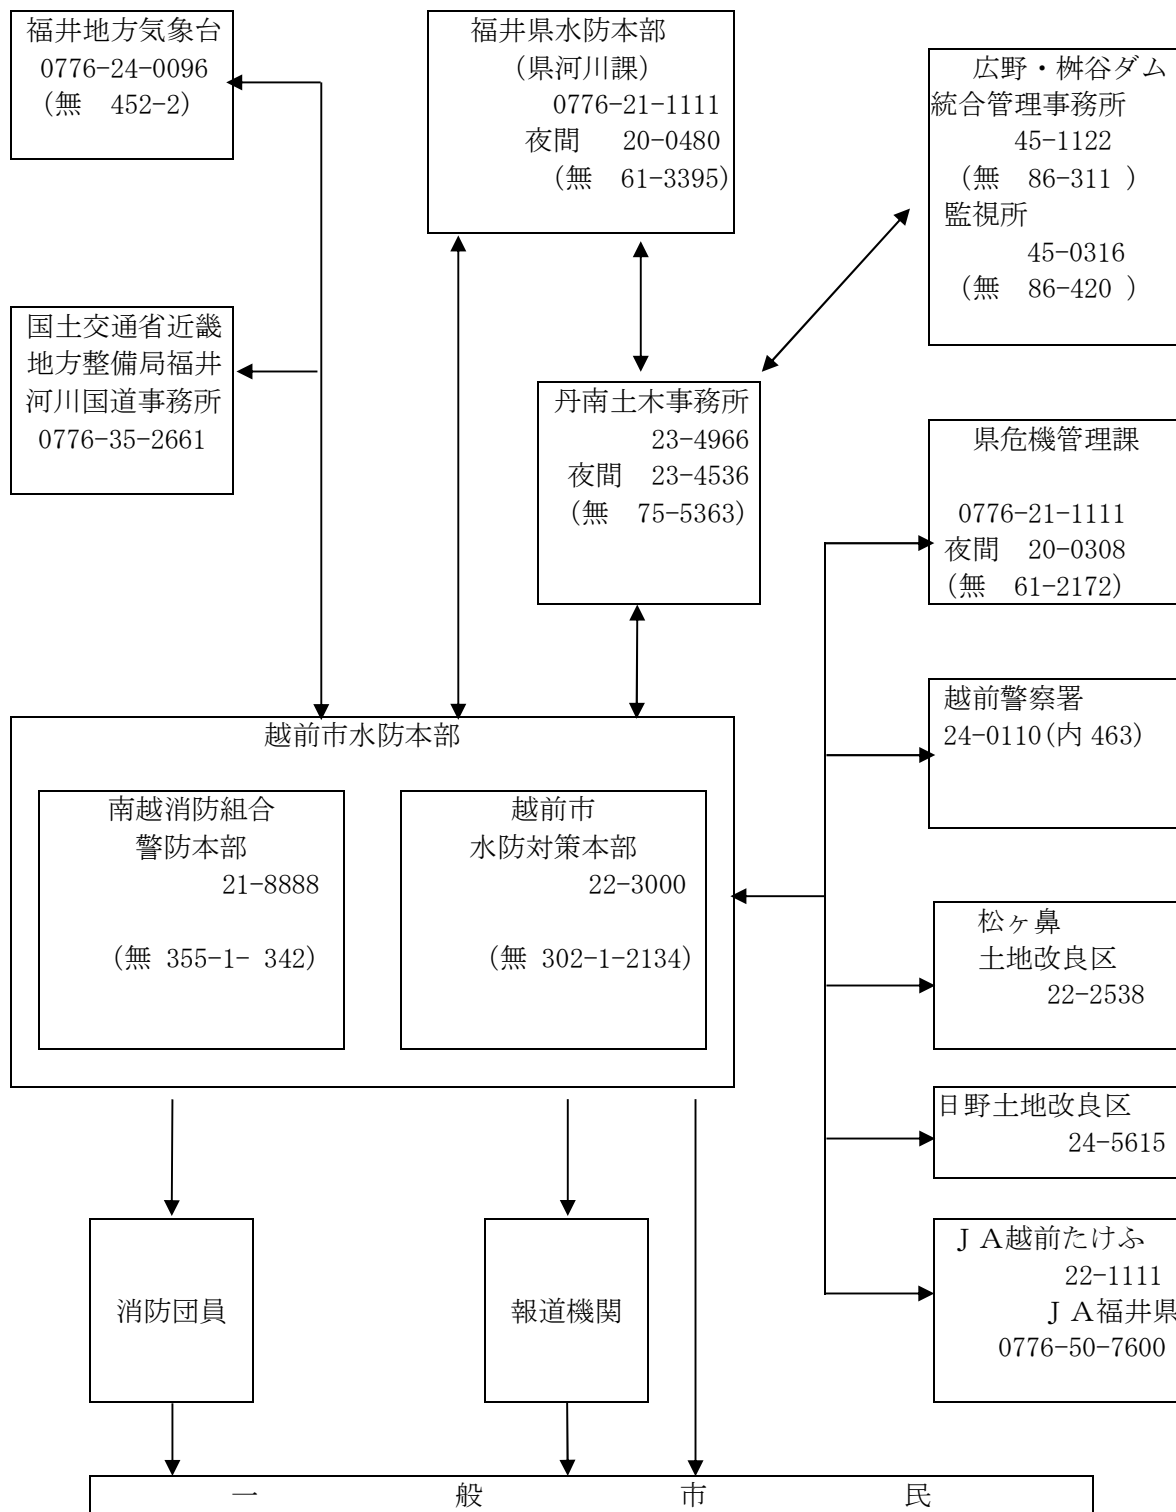 福井地方気象台
0776-24-0096
(無 452-2)
福井県水防本部
(県河川課)
0776-21-1111
夜間 20-0480
(無 61-3395)
広野・桝谷ダム
統合管理事務所
45-1122
(無 86-311 )
監視所
45-0316
(無 86-420 )
国土交通省近畿
地方整備局福井
河川国道事務所
0776-35-2661
丹南土木事務所
23-4966
夜間 23-4536
(無 75-5363)
県危機管理課
0776-21-1111
夜間 20-0308
(無 61-2172)
越前警察署
24-0110(内 463)
越前市水防本部
南越消防組合
警防本部
21-8888
(無 355-1- 342)
越前市
水防対策本部
22-3000
(無 302-1-2134)
松ヶ鼻
土地改良区
22-2538
日野土地改良区
24-5615
ＪＡ越前たけふ
22-1111
ＪＡ福井県
0776-50-7600
消防団員
報道機関
一 般 市 民